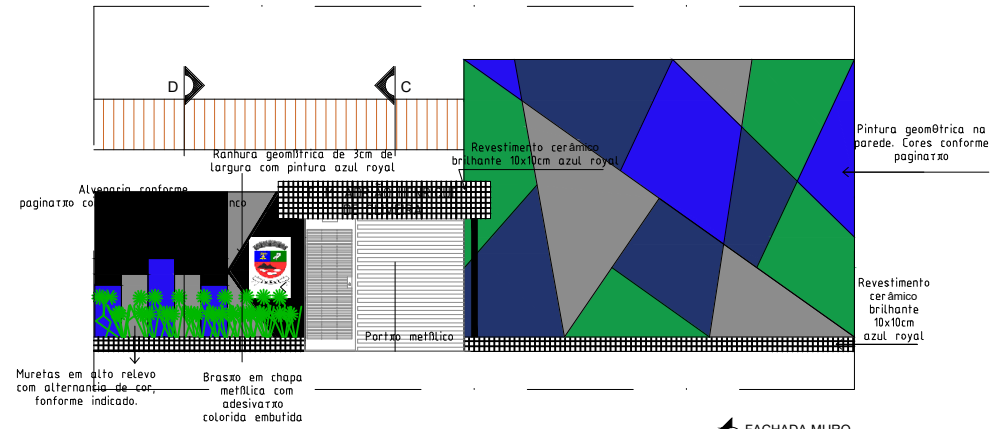 D
C
Ranhura geomßtrica de 3cm de
largura com pintura azul royal
Revestimento cerâmico
brilhante 10x10cm azul royal
Pintura geomθtrica na
parede. Cores conforme
paginaτπo
Alvenaria conforme
paginaτπo
nco
Revestimento
cerâmico
brilhante
10x10cm
azul royal
Portπo metßlico
Muretas em alto relevo
com alternancia de cor,
fonforme indicado.
Brasπo em chapa
metßlica com
adesivaτπo
colorida embutida
FACHADA MURO